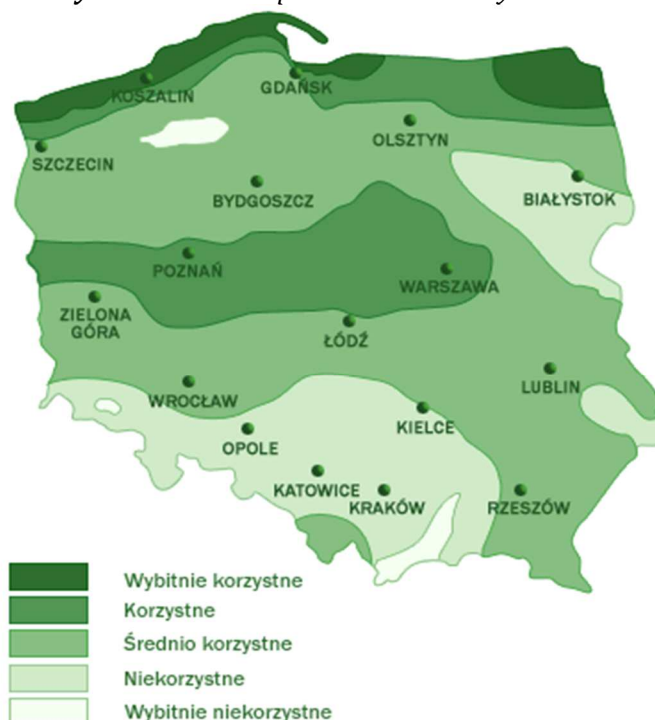 KOSZALIN
GDAŃSK
OLSZTYN
SZCZECIN
BYDGOSZCZ
BIAŁYSTOK
POZNAŃ
WARSZAWA
ZIELONA
GÓRA
ŁÓDŹ
LUBLIN
WROCŁAW
KIELCE
OPOLE
KATOWICE
KRAKÓW
RZESZÓW
Wybitnie korzystne
Korzystne
Średnio korzystne
Niekorzystne
Wybitnie niekorzystne